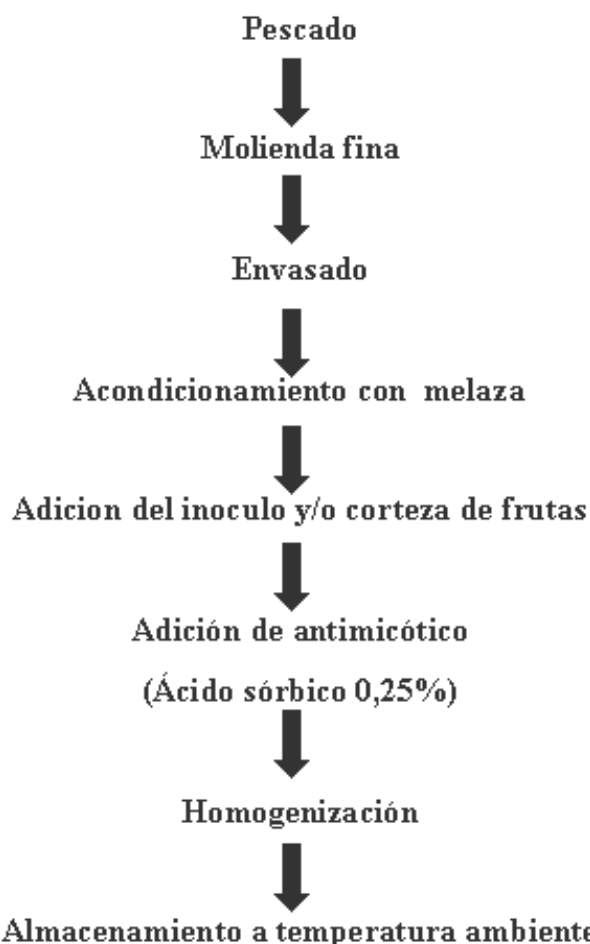 Pescado
Molienda fina
Envasado
Acondicionamiento con melaza
Adicion del inoculo y/o corteza de frutas
Adición de antimicótico
(Ácido sórbico 0,25%)
Homogenización
Almacenamiento a temperatura ambiente